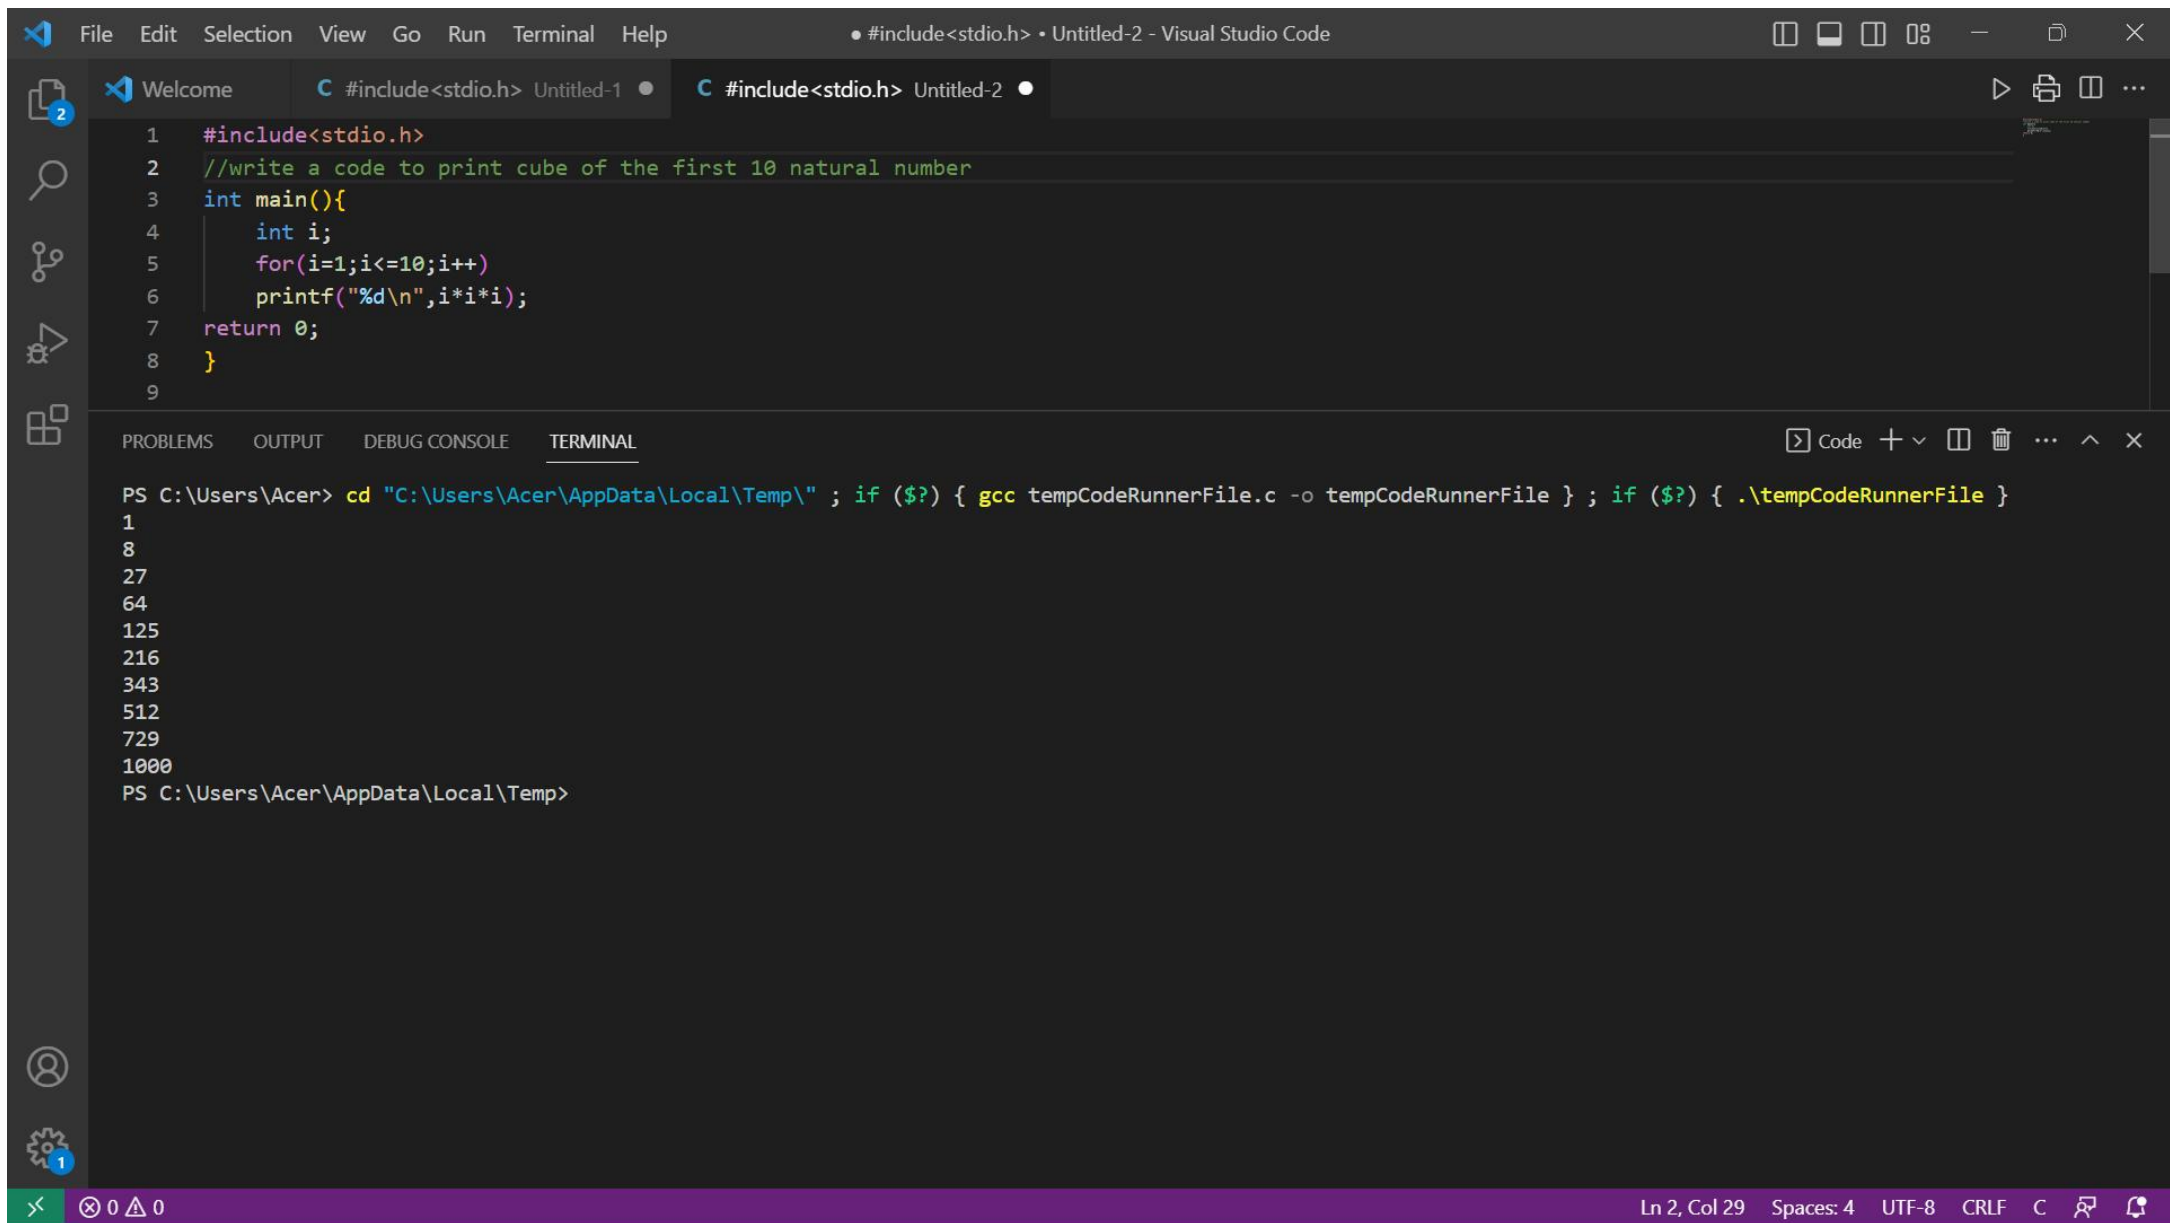 File Edit Selection View Go Run Terminal Help ● #include<stdio.h> • Untitled-2 - Visual Studio Code
Welcome C #include<stdio.h> Untitled-1 ● C #include<stdio.h> Untitled-2 ●
2
1 #include<stdio.h>
2 //write a code to print cube of the first 10 natural number
3 int main(){
4 int i;
5 for(i=1;i<=10;i++)
6 printf("%d\n",i*i*i);
7 return 0;
8 }
9
PROBLEMS OUTPUT DEBUG CONSOLE TERMINAL Code
PS C:\Users\Acer> cd "C:\Users\Acer\AppData\Local\Temp\" ; if ($?) { gcc tempCodeRunnerFile.c -o tempCodeRunnerFile } ; if ($?) { .\tempCodeRunnerFile }
1
8
27
64
125
216
343
512
729
1000
PS C:\Users\Acer\AppData\Local\Temp>
1
0 0 Ln 2, Col 29 Spaces: 4 UTF-8 CRLF C